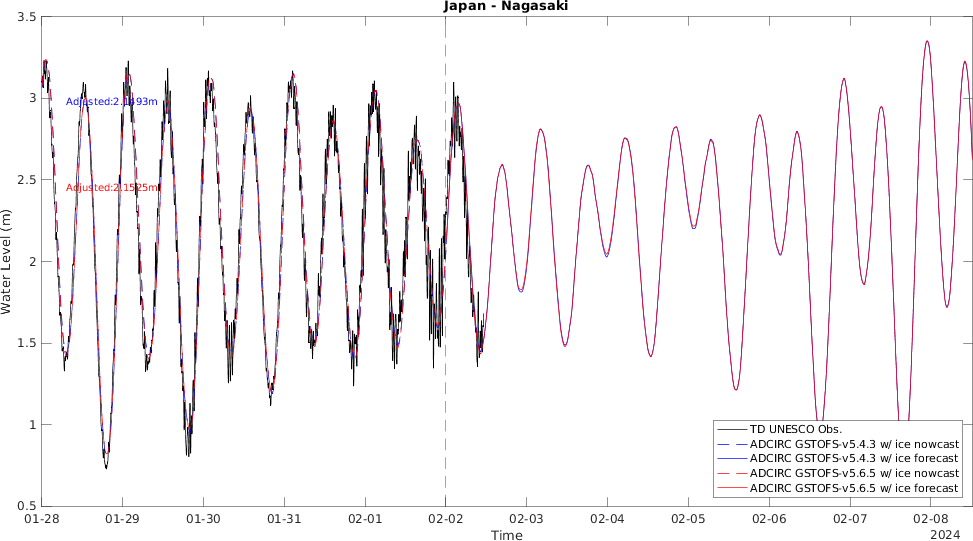 Japan - Nagasaki
3.5
3
2.5
2
1.5
1
0.5
Water Level (m)
Adjusted:2.1493m
Adjusted:2.1525m
TD UNESCO Obs.
ADCIRC GSTOFS-v5.4.3 w/ ice nowcast
ADCIRC GSTOFS-v5.4.3 w/ ice forecast
ADCIRC GSTOFS-v5.6.5 w/ ice nowcast
ADCIRC GSTOFS-v5.6.5 w/ ice forecast
01-28 01-29 01-30 01-31 02-01 02-02 02-03 02-04 02-05 02-06 02-07 02-08
Time
2024